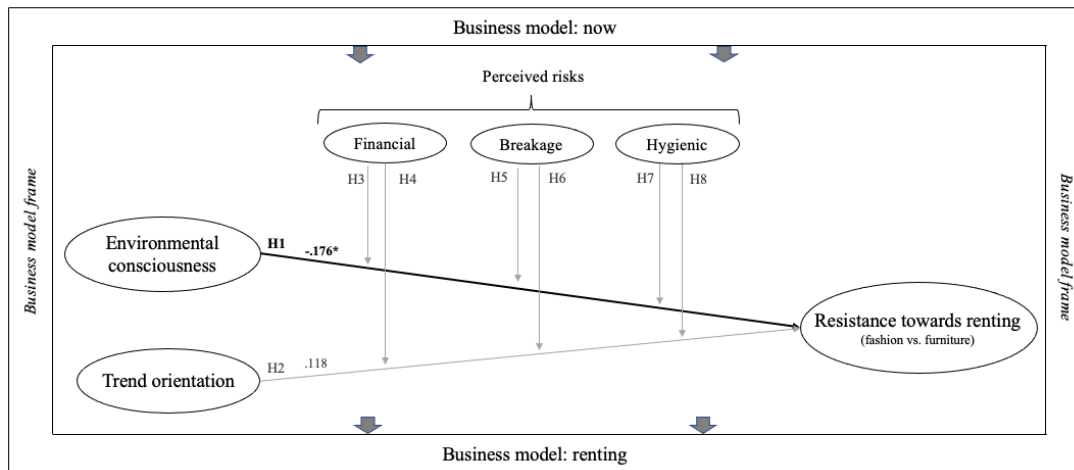 Business model: now
Perceived risks
Financial
Breakage
Hygienic
H3
H4
H5
H6
H7
H8
Business model frame
Business model frame
Environmental
consciousness
H1
-.176*
Resistance towards renting
(fashion vs. furniture)
Trend orientation
H2
.118
Business model: renting